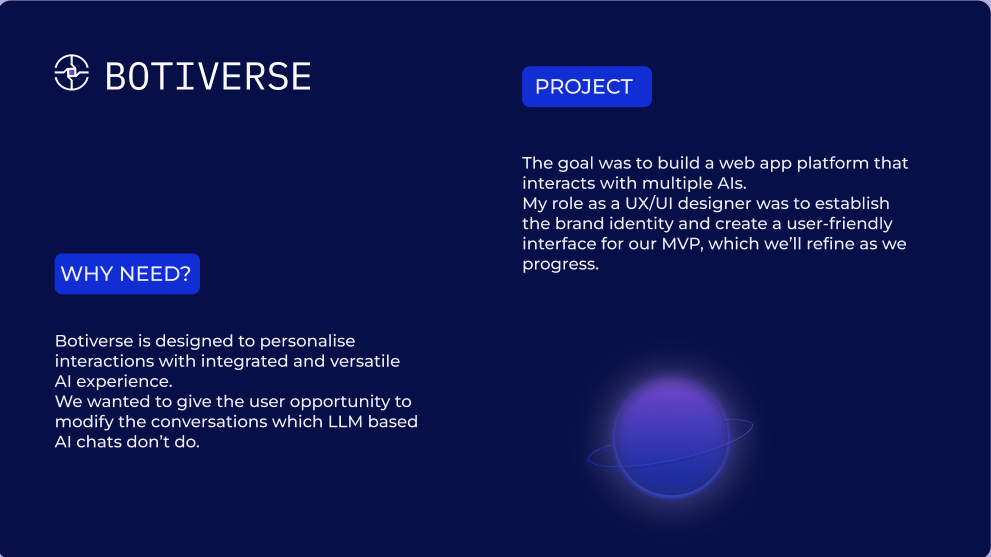 BOTIVERSE
WHY NEED?
Botiverse is designed to personalise
interactions with integrated and versatile
AI experience.
We wanted to give the user opportunity to
modify the conversations which LLM based
AI chats don’t do.
PROJECT
The goal was to build a web app platform that
interacts with multiple AIs.
My role as a UX/UI designer was to establish
the brand identity and create a user-friendly
interface for our MVP, which we’ll refine as we
progress.